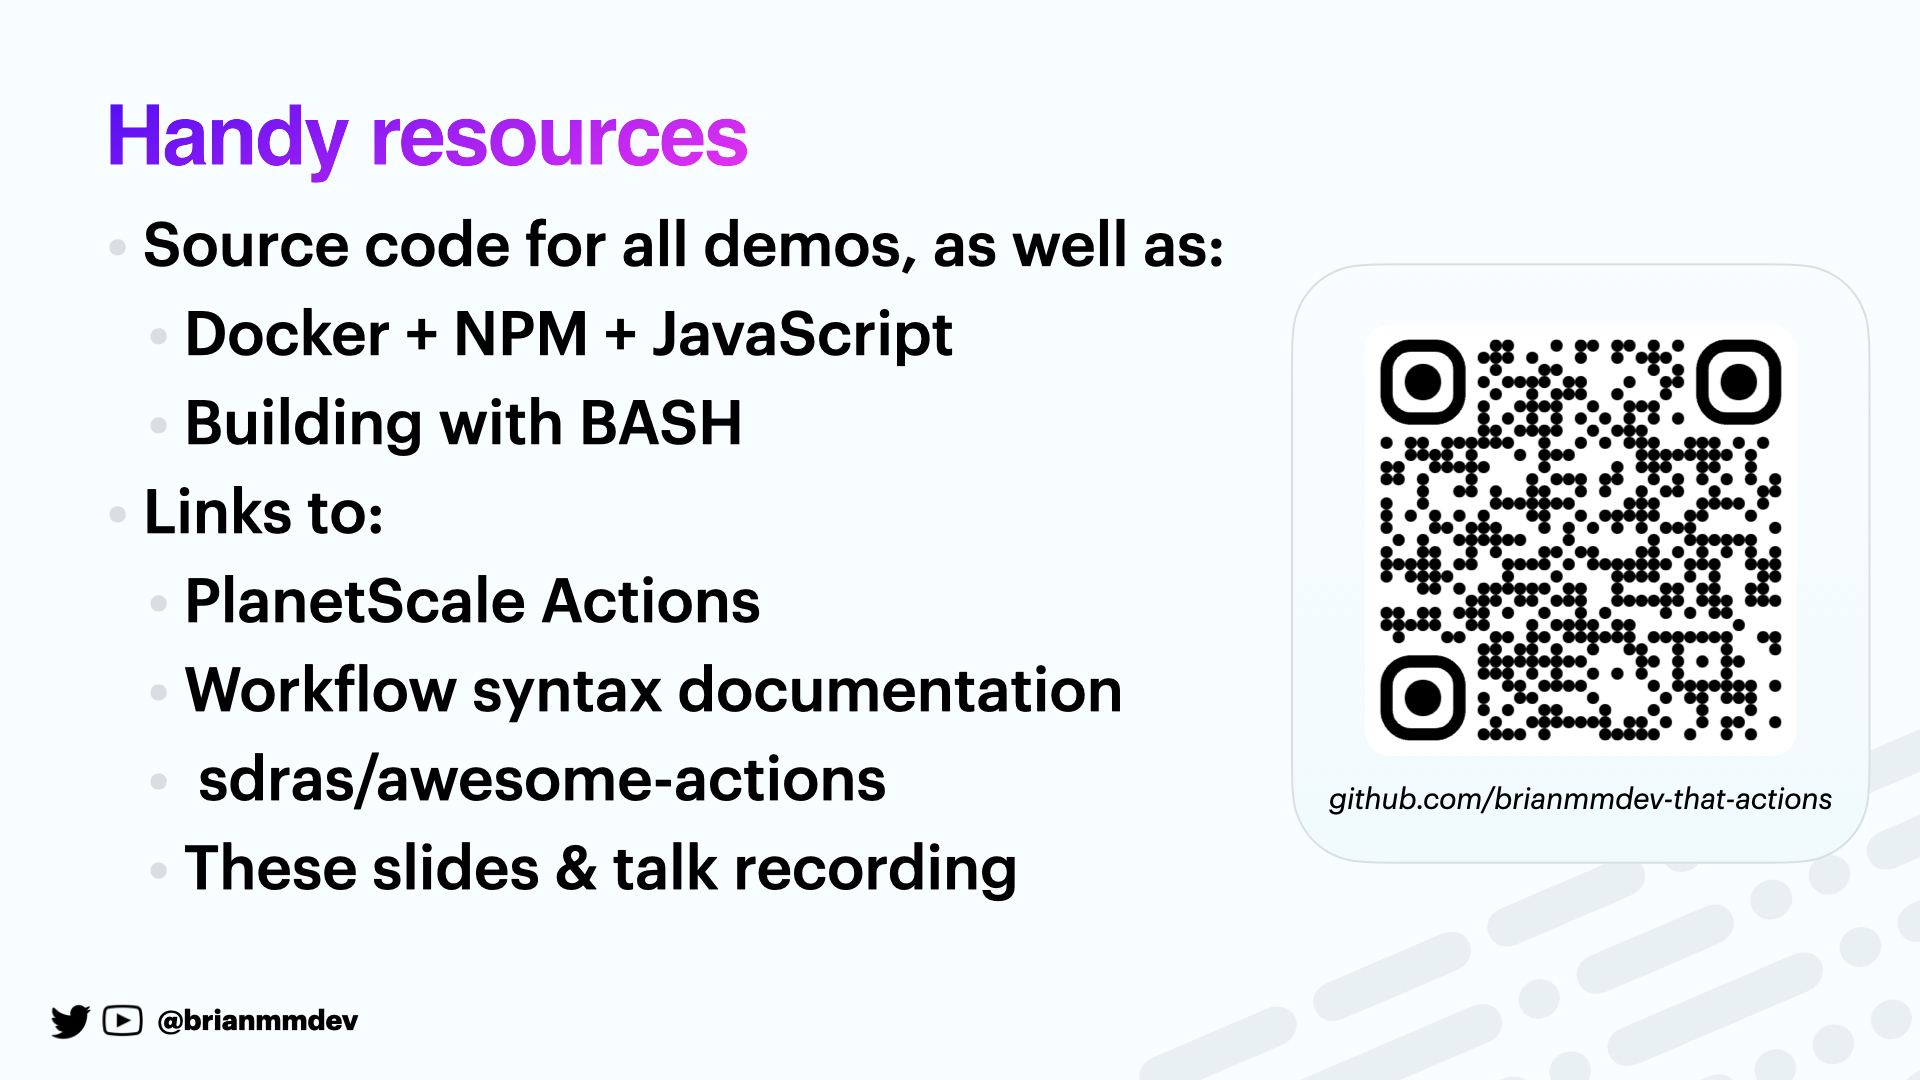 Handy resources
Source code for all demos, as well as:
Docker + NPM + JavaScript
Building with BASH
Links to:
PlanetScale Actions
Workflow syntax documentation
sdras/awesome-actions
These slides & talk recording
github.com/brianmmdev-that-actions
@brianmmdev